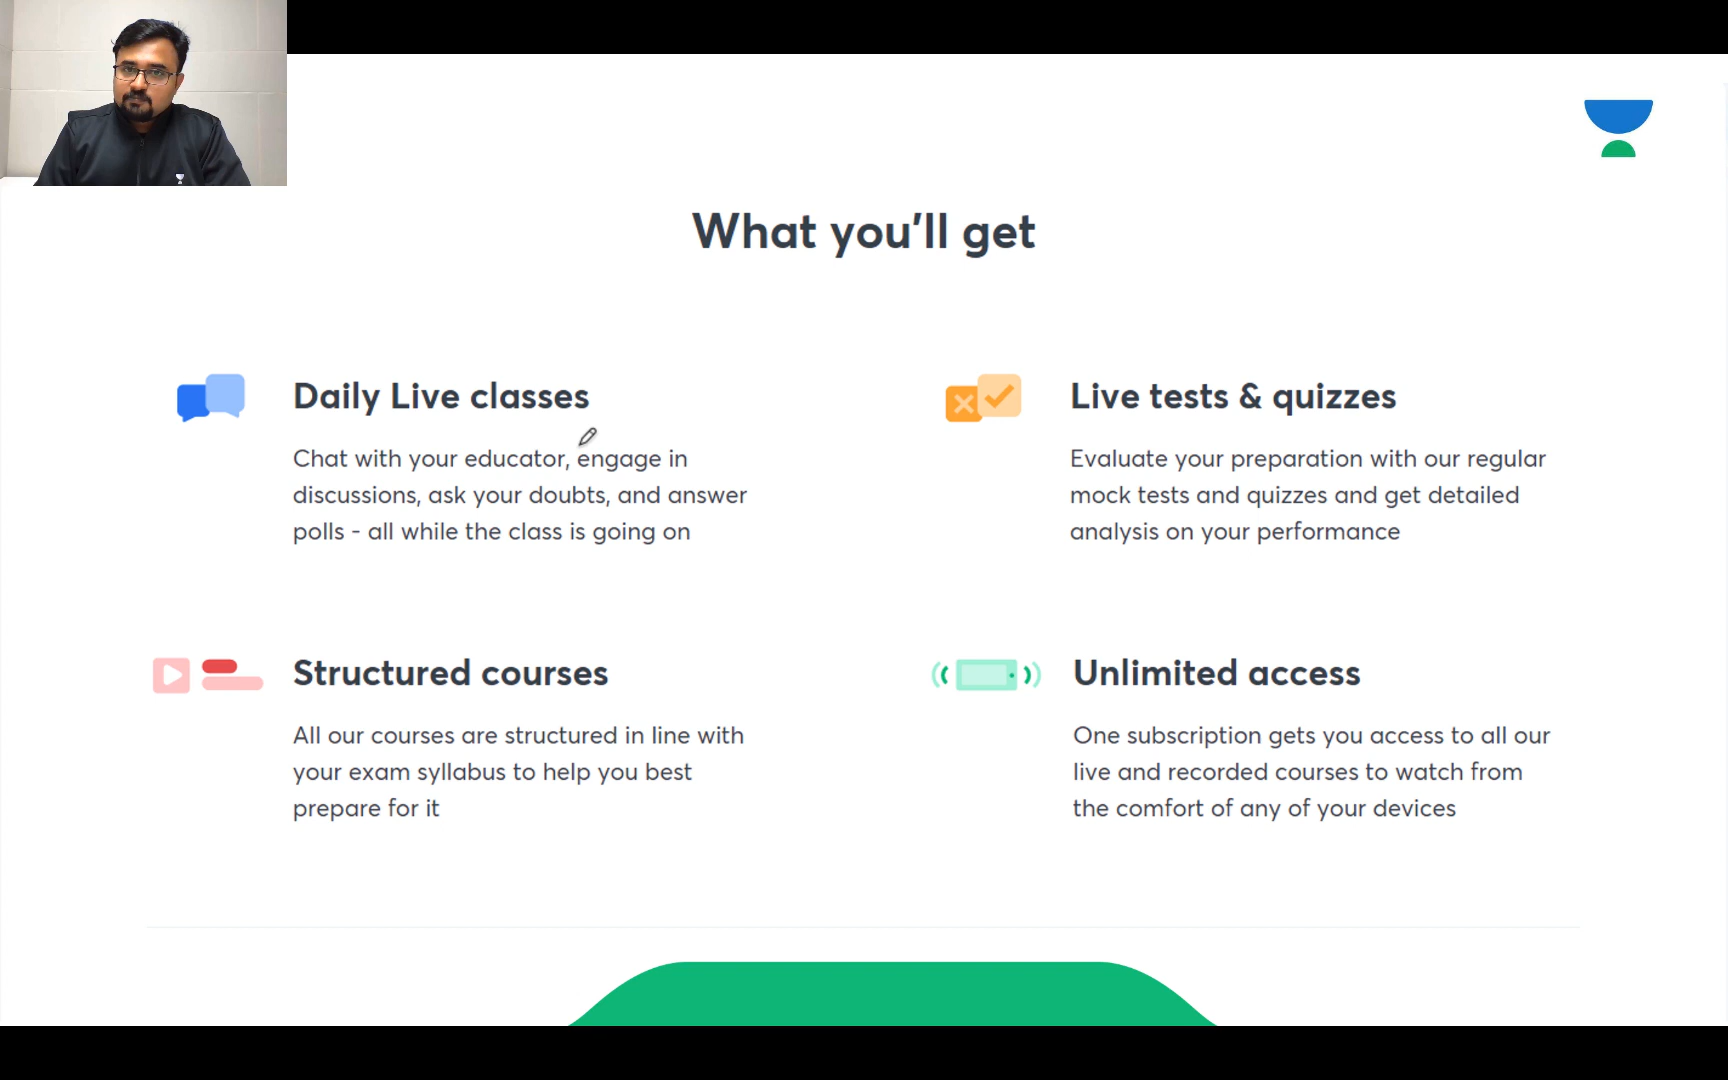 What you'll get
Daily Live classes
Chat with your educator, engage in
discussions, ask your doubts, and answer
polls - all while the class is going on
Live tests & quizzes
Evaluate your preparation with our regular
mock tests and quizzes and get detailed
analysis on your performance
Structured courses
All our courses are structured in line with
your exam syllabus to help you best
prepare for it
Unlimited access
One subscription gets you access to all our
live and recorded courses to watch from
the comfort of any of your devices